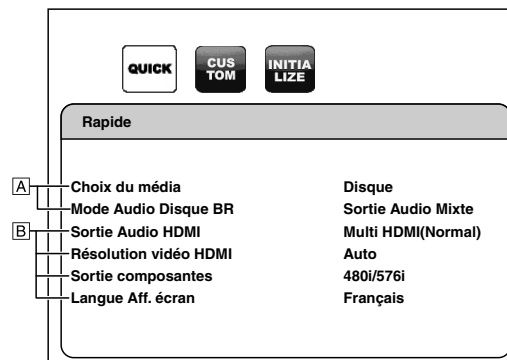 QUICK CUS TOM INITIA LIZE
Rapide
A Choix du média Disque
Mode Audio Disque BR Sortie Audio Mixte
B Sortie Audio HDMI Multi HDMI(Normal)
Résolution vidéo HDMI Auto
Sortie composantes 480i/576i
Langue Aff. écran Français